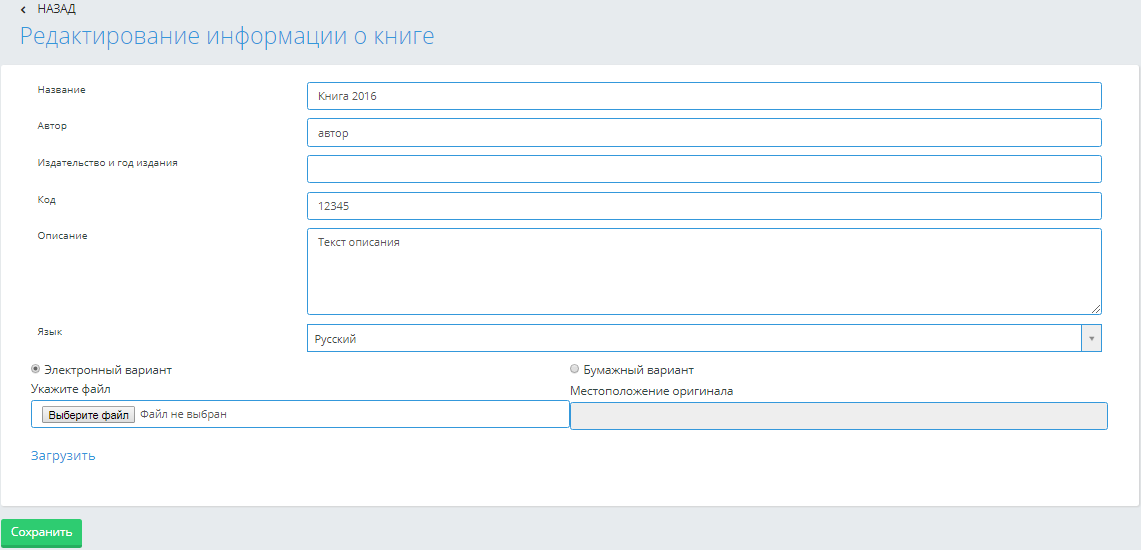 НАЗАД
Редактирование информации о книге
Название
Книга 2016
Автор
автор
Издательство и год издания
Код
12345
Описание
Текст описания
Язык
Русский
Электронный вариант
Бумажный вариант
Укажите файл
Местоположение оригинала
Выберите файл Файл не выбран
Загрузить
Сохранить